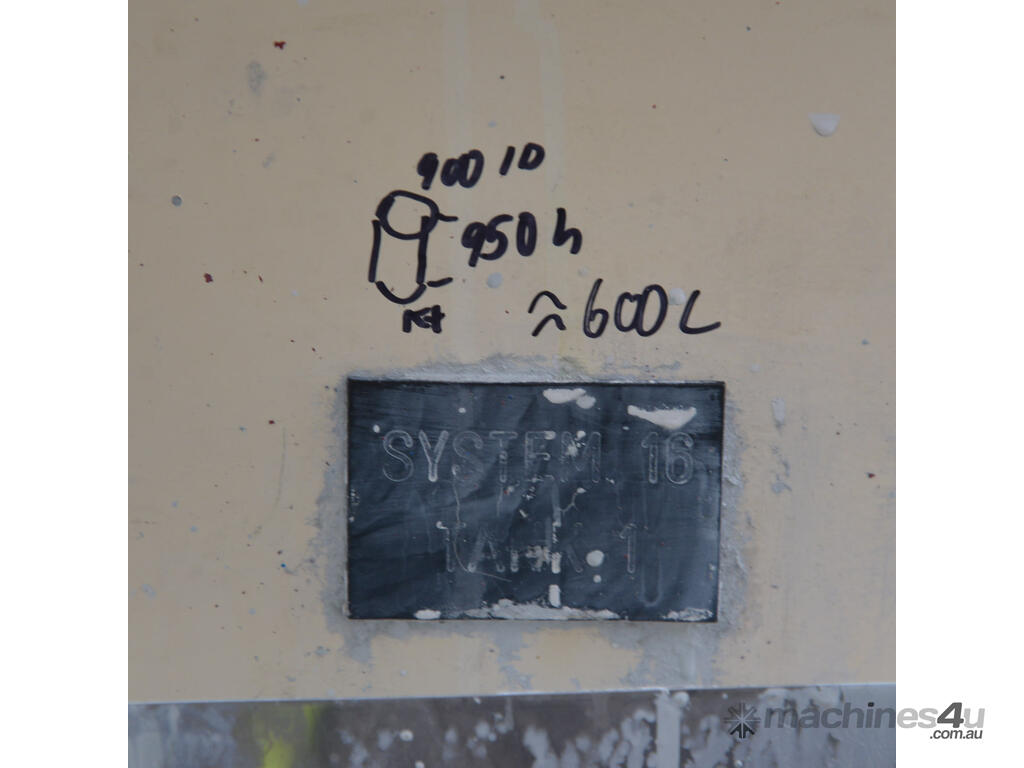 900 ID
950 h
≈ 600L
SYSTEM. 16
TANK. 1
machines4u
.com.au